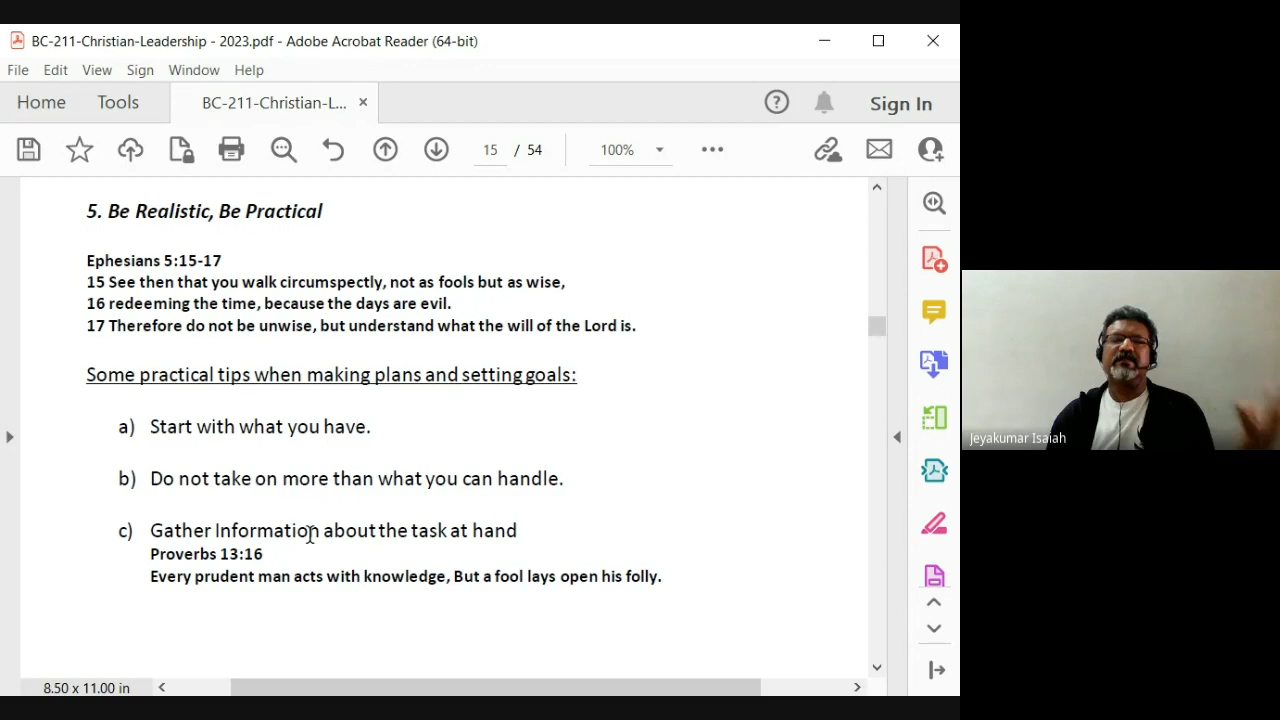 BC-211-Christian-Leadership - 2023.pdf - Adobe Acrobat Reader (64-bit)
File Edit View Sign Window Help
Home Tools BC-211-Christian-L... × Sign In
15 / 54 100%
5. Be Realistic, Be Practical
Ephesians 5:15-17
15 See then that you walk circumspectly, not as fools but as wise,
16 redeeming the time, because the days are evil.
17 Therefore do not be unwise, but understand what the will of the Lord is.
Some practical tips when making plans and setting goals:
a) Start with what you have.
b) Do not take on more than what you can handle.
c) Gather Information about the task at hand
Proverbs 13:16
Every prudent man acts with knowledge, But a fool lays open his folly.
8.50 x 11.00 in
Jeyakumar Isaiah